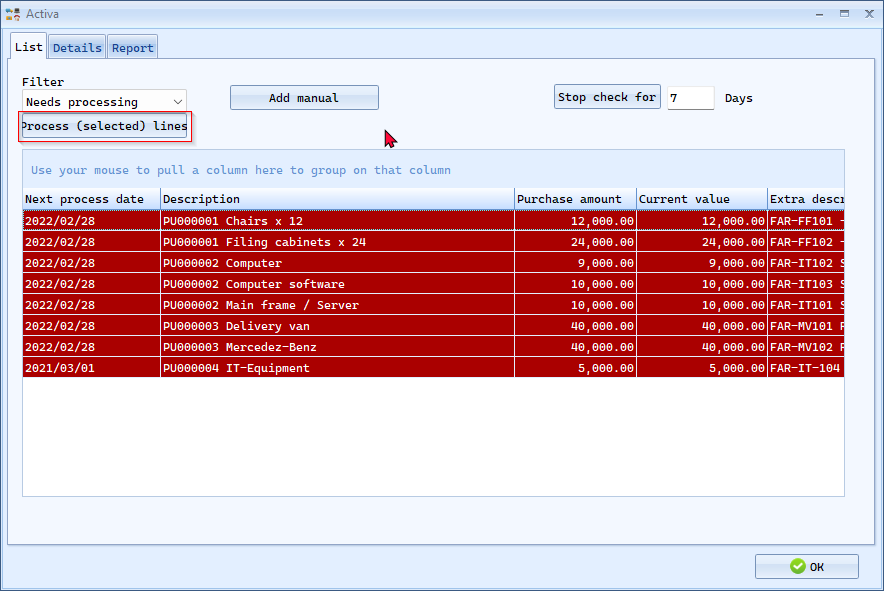 Activa
List Details Report
Filter
Needs processing Add manual Stop check for 7 Days
Process (selected) lines
Use your mouse to pull a column here to group on that column
Next process date Description Purchase amount Current value Extra descr
2022/02/28 PU000001 Chairs x 12 12,000.00 12,000.00 FAR-FF101 -
2022/02/28 PU000001 Filing cabinets x 24 24,000.00 24,000.00 FAR-FF102 -
2022/02/28 PU000002 Computer 9,000.00 9,000.00 FAR-IT102 S
2022/02/28 PU000002 Computer software 10,000.00 10,000.00 FAR-IT103 S
2022/02/28 PU000002 Main frame / Server 10,000.00 10,000.00 FAR-IT101 S
2022/02/28 PU000003 Delivery van 40,000.00 40,000.00 FAR-MV101
2022/02/28 PU000003 Mercedez-Benz 40,000.00 40,000.00 FAR-MV102
2021/03/01 PU000004 IT-Equipment 5,000.00 5,000.00 FAR-IT-104
OK